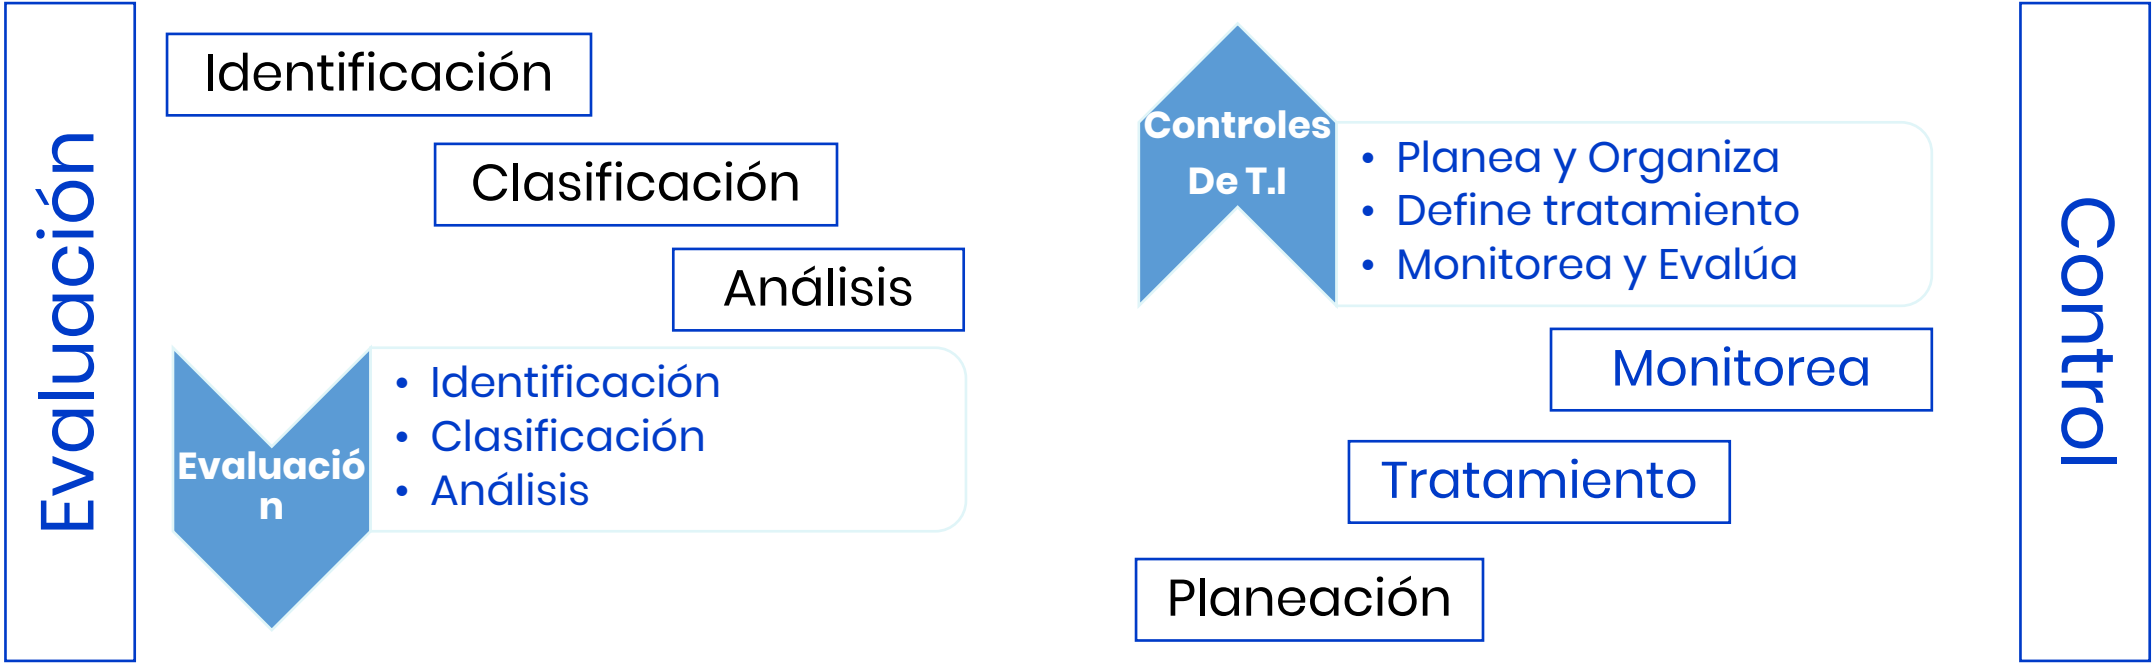 Evaluación
Identificación
Clasificación
Análisis
Evaluació
n
• Identificación
• Clasificación
• Análisis
Controles
De T.I
• Planea y Organiza
• Define tratamiento
• Monitorea y Evalúa
Monitorea
Tratamiento
Planeación
Control